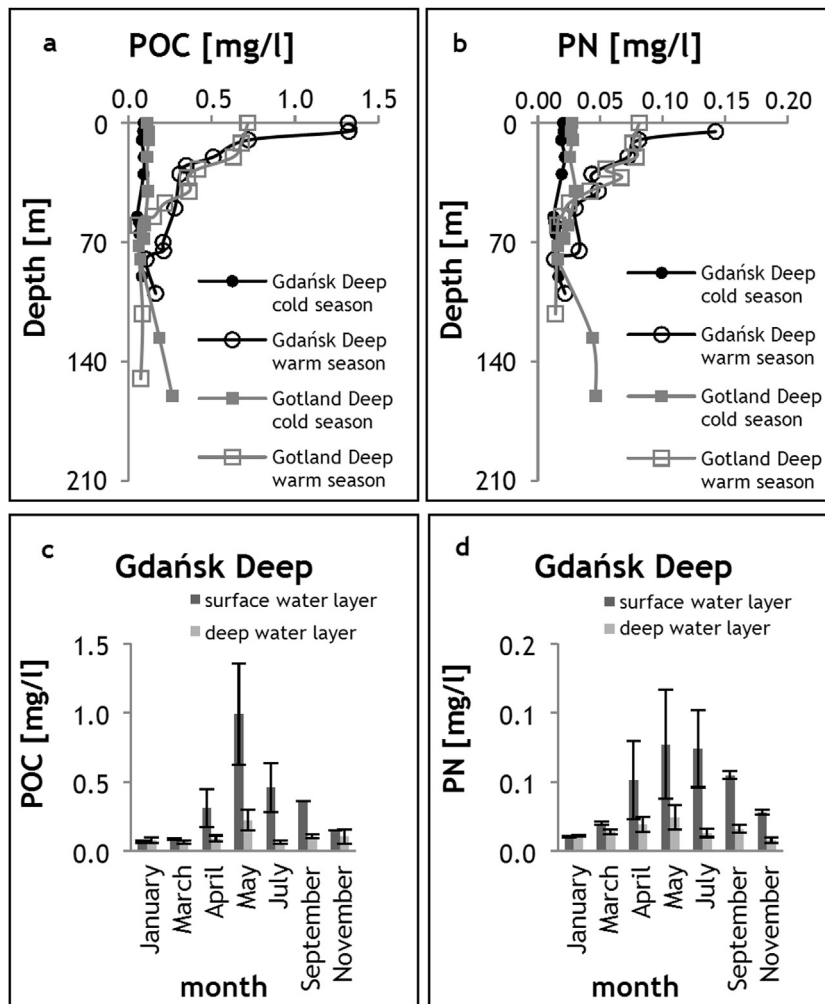 a
POC [mg/l]
0.0 0.5 1.0 1.5
0
70
140
210
Depth [m]
Gdańsk Deep
cold season
Gdańsk Deep
warm season
Gotland Deep
cold season
Gotland Deep
warm season
b
PN [mg/l]
0.00 0.05 0.10 0.15 0.20
0
70
140
210
Depth [m]
Gdańsk Deep
cold season
Gdańsk Deep
warm season
Gotland Deep
cold season
Gotland Deep
warm season
c
Gdańsk Deep
surface water layer
deep water layer
POC [mg/l]
1.5
1.0
0.5
0.0
January
March
April
May
July
September
November
month
d
Gdańsk Deep
surface water layer
deep water layer
PN [mg/l]
0.2
0.1
0.1
0.0
January
March
April
May
July
September
November
month